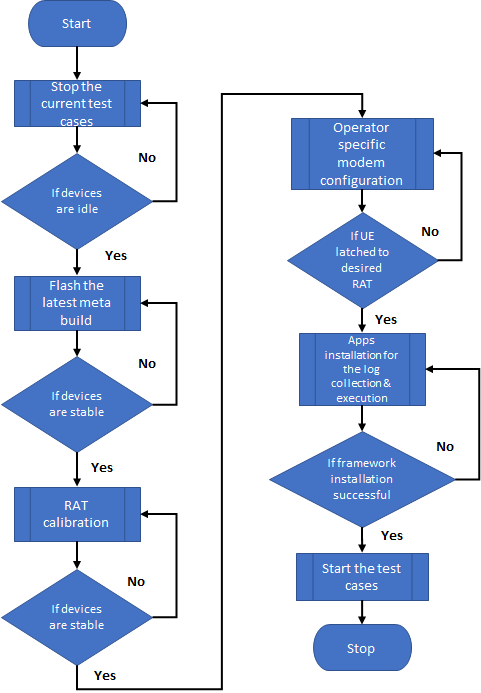 Start
Stop the
current test
cases
No
If devices
are idle
Yes
Flash the
latest meta
build
No
If devices
are stable
Yes
RAT
calibration
No
If devices
are stable
Yes
Operator
specific
modem
configuration
No
If UE
latched to
desired
RAT
Yes
Apps
installation for
the log
collection &
execution
No
If framework
installation
successful
Yes
Start the test
cases
Stop